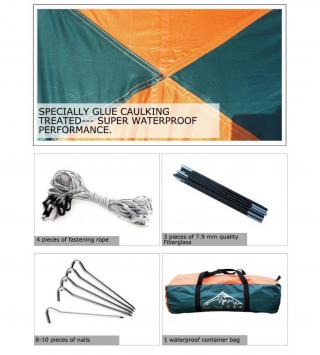 SPECIALLY GLUE CAULKING
TREATED--- SUPER WATERPROOF
PERFORMANCE.
4 pieces of fastening rope
3 pieces of 7.9 mm quality
Fiberglass
8-10 pieces of nails
1 waterproof container bag